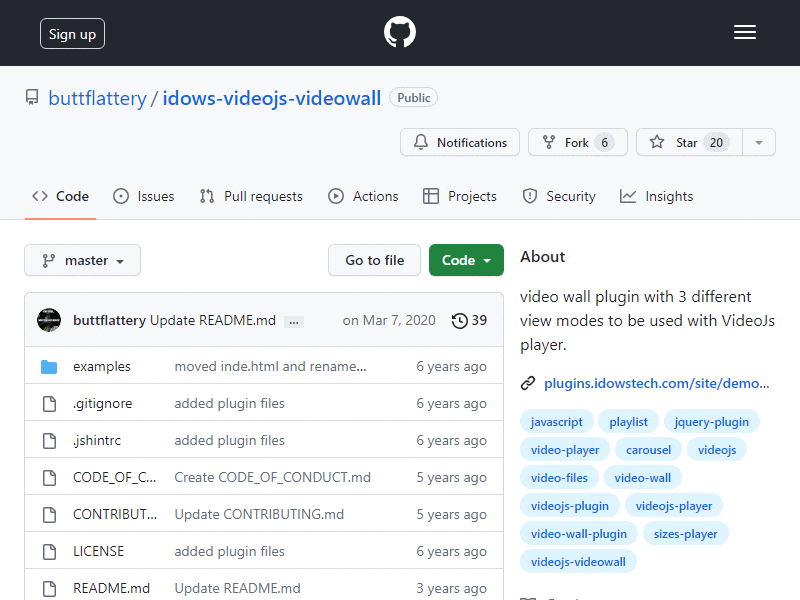 Sign up
buttflattery / idows-videojs-videowall Public
Notifications Fork 6 Star 20
Code Issues Pull requests Actions Projects Security Insights
master Go to file Code
buttflattery Update README.md ... on Mar 7, 2020 39
examples moved inde.html and rename... 6 years ago
.gitignore added plugin files 6 years ago
.jshintrc added plugin files 6 years ago
CODE_OF_C... Create CODE_OF_CONDUCT.md 5 years ago
CONTRIBUT... Update CONTRIBUTING.md 5 years ago
LICENSE added plugin files 6 years ago
README.md Update README.md 3 years ago
About
video wall plugin with 3 different
view modes to be used with VideoJs
player.
plugins.idowstech.com/site/demo...
javascript playlist jquery-plugin
video-player carousel videojs
video-files video-wall
videojs-plugin videojs-player
video-wall-plugin sizes-player
videojs-videowall